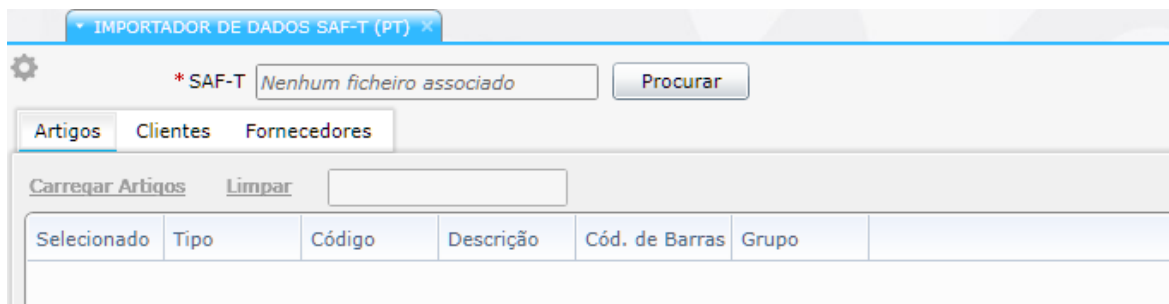 IMPORTADOR DE DADOS SAF-T (PT) ×
* SAF-T Nenhum ficheiro associado Procurar
Artigos Clientes Fornecedores
Carregar Artigos Limpar
Selecionado Tipo Código Descrição Cód. de Barras Grupo